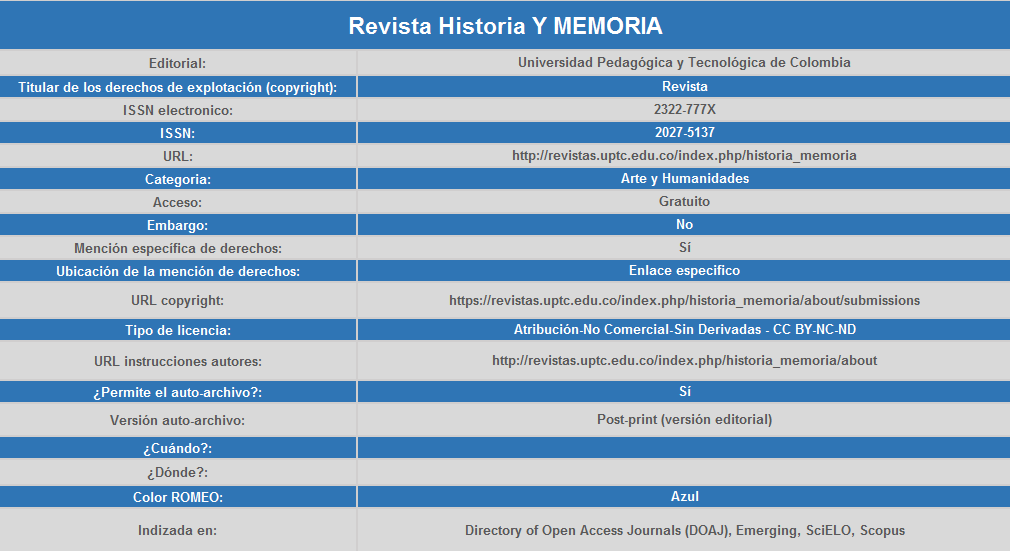 Revista Historia Y MEMORIA
Editorial: Universidad Pedagógica y Tecnológica de Colombia
Titular de los derechos de explotación (copyright): Revista
ISSN electronico: 2322-777X
ISSN: 2027-5137
URL: http://revistas.uptc.edu.co/index.php/historia_memoria
Categoria: Arte y Humanidades
Acceso: Gratuito
Embargo: No
Mención específica de derechos: Sí
Ubicación de la mención de derechos: Enlace especifico
URL copyright: https://revistas.uptc.edu.co/index.php/historia_memoria/about/submissions
Tipo de licencia: Atribución-No Comercial-Sin Derivadas - CC BY-NC-ND
URL instrucciones autores: http://revistas.uptc.edu.co/index.php/historia_memoria/about
¿Permite el auto-archivo?: Sí
Versión auto-archivo: Post-print (versión editorial)
¿Cuándo?:
¿Dónde?:
Color ROMEO: Azul
Indizada en: Directory of Open Access Journals (DOAJ), Emerging, SciELO, Scopus